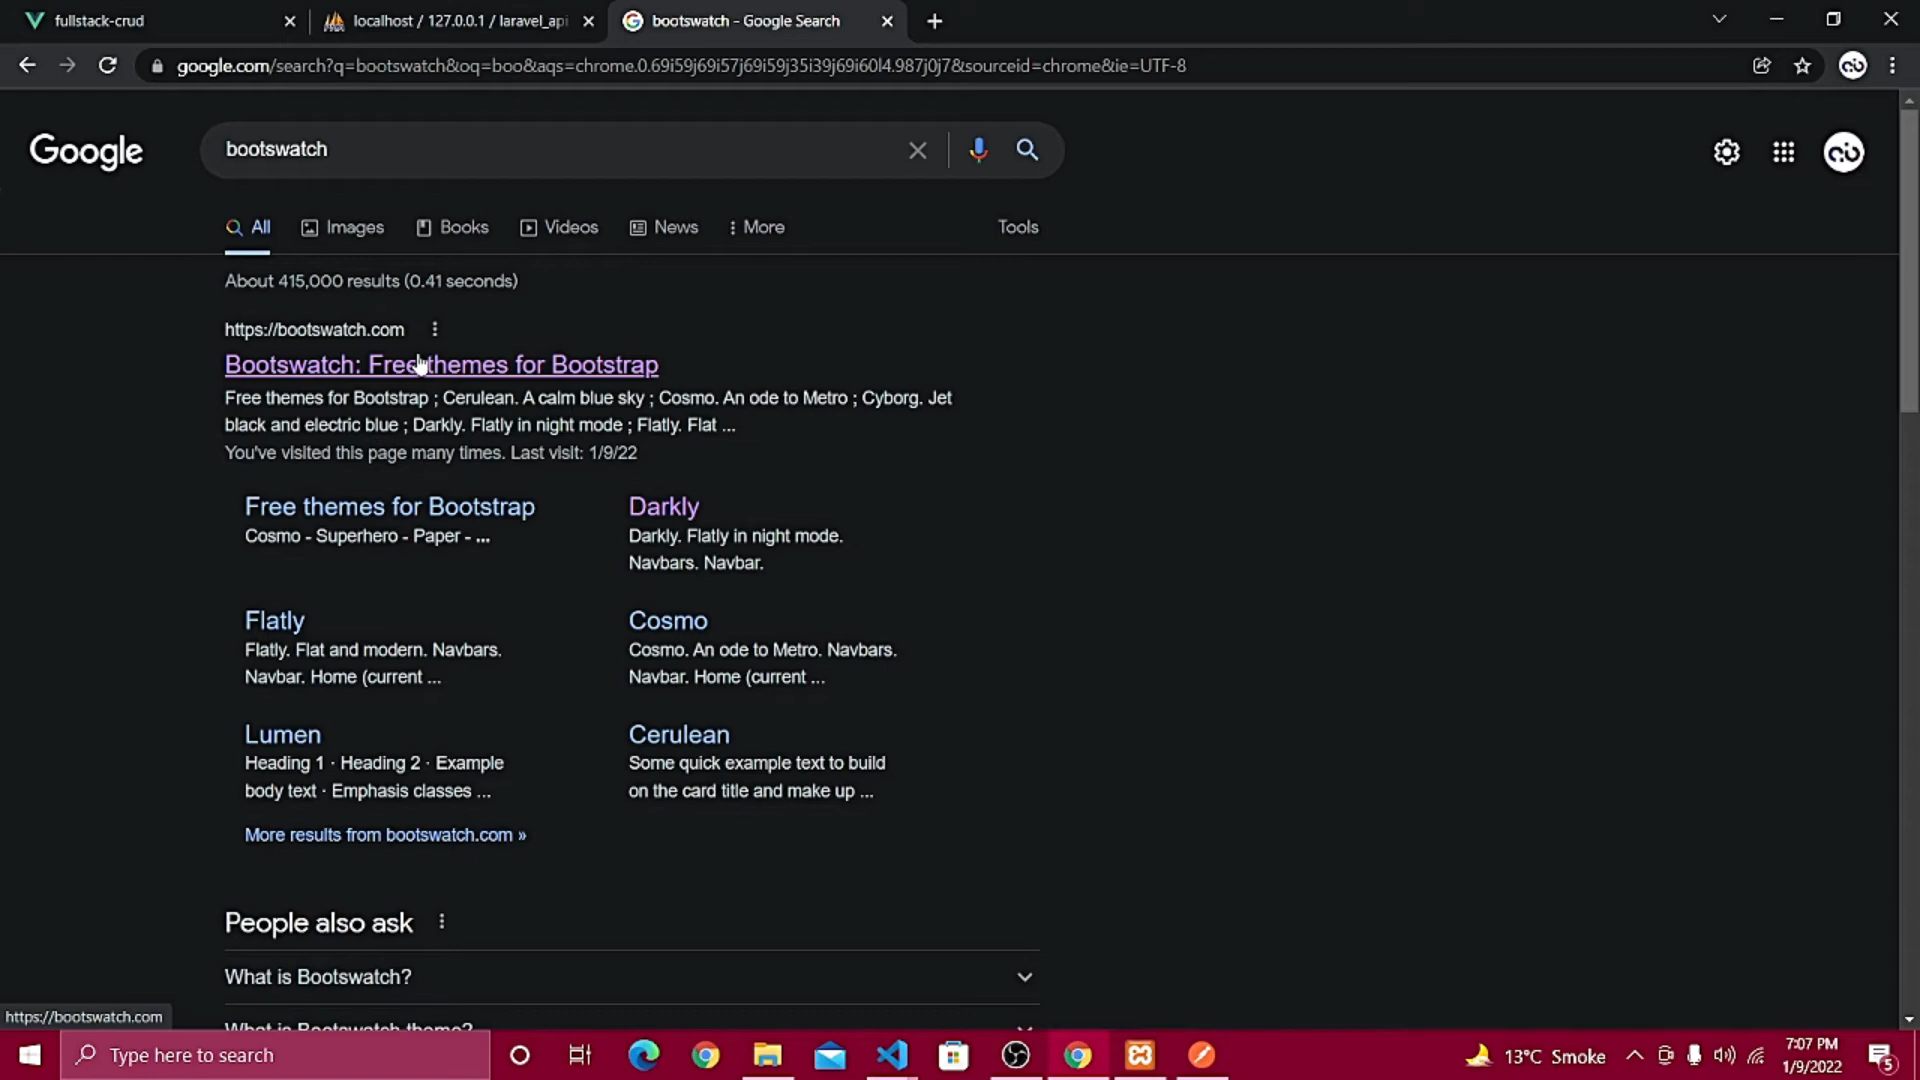 fullstack-crud
localhost / 127.0.0.1 / laravel_api
bootswatch - Google Search
google.com/search?q=bootswatch&oq=boo&aqs=chrome.0.69i59j69i57j69i59j35i39j69i60l4.987j0j7&sourceid=chrome&ie=UTF-8
Google
bootswatch
All
Images
Books
Videos
News
More
Tools
About 415,000 results (0.41 seconds)
https://bootswatch.com
Bootswatch: Free themes for Bootstrap
Free themes for Bootstrap ; Cerulean. A calm blue sky ; Cosmo. An ode to Metro ; Cyborg. Jet
black and electric blue ; Darkly. Flatly in night mode ; Flatly. Flat ...
You've visited this page many times. Last visit: 1/9/22
Free themes for Bootstrap
Cosmo - Superhero - Paper - ...
Darkly
Darkly. Flatly in night mode.
Navbars. Navbar.
Flatly
Flatly. Flat and modern. Navbars.
Navbar. Home (current ...
Cosmo
Cosmo. An ode to Metro. Navbars.
Navbar. Home (current ...
Lumen
Heading 1 · Heading 2 · Example
body text · Emphasis classes ...
Cerulean
Some quick example text to build
on the card title and make up ...
More results from bootswatch.com »
People also ask
What is Bootswatch?
What is Bootswatch theme?
https://bootswatch.com
Type here to search
13°C Smoke
7:07 PM
1/9/2022
5